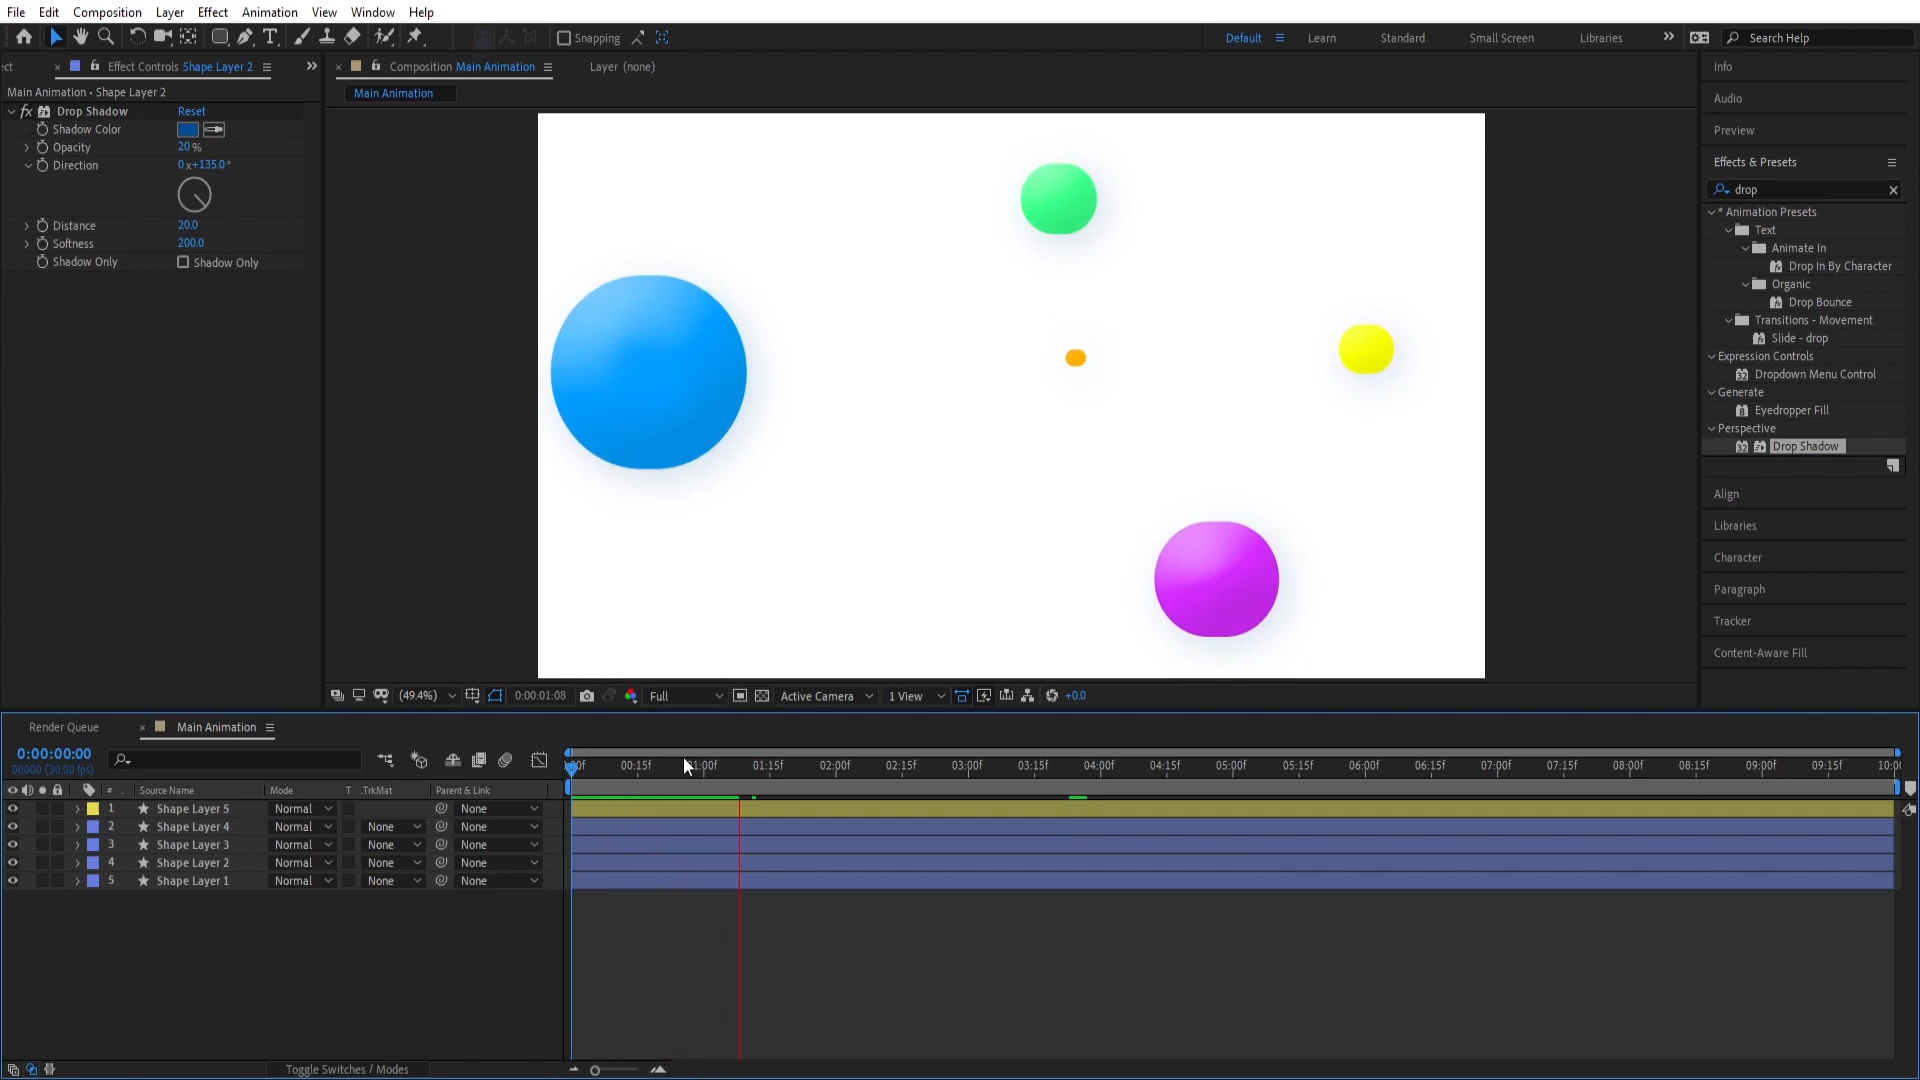 File Edit Composition Layer Effect Animation View Window Help
Snapping Default Learn Standard Small Screen Libraries Search Help
Effect Controls Shape Layer 2
Composition Main Animation Layer (none)
Main Animation • Shape Layer 2
Main Animation
fx Drop Shadow Reset
Shadow Color
Opacity 20 %
Direction 0 x+135.0°
Distance 20.0
Softness 200.0
Shadow Only Shadow Only
Info
Audio
Preview
Effects & Presets
drop
* Animation Presets
Text
Animate In
Drop In By Character
Organic
Drop Bounce
Transitions - Movement
Slide - drop
Expression Controls
Dropdown Menu Control
Generate
Eyedropper Fill
Perspective
Drop Shadow
Align
Libraries
Character
Paragraph
Tracker
Content-Aware Fill
(49.4%) 0:00:01:08 Full Active Camera 1 View +0.0
Render Queue Main Animation
0:00:00:00
00000 (30.00 fps)
00:15f 01:15f 02:00f 02:15f 03:00f 03:15f 04:00f 04:15f 05:00f 05:15f 06:00f 06:15f 07:00f 07:15f 08:00f 08:15f 09:00f 09:15f
# Source Name Mode T .TrkMat Parent & Link
1 Shape Layer 5 Normal None
2 Shape Layer 4 Normal None None
3 Shape Layer 3 Normal None None
4 Shape Layer 2 Normal None None
5 Shape Layer 1 Normal None None
Toggle Switches / Modes